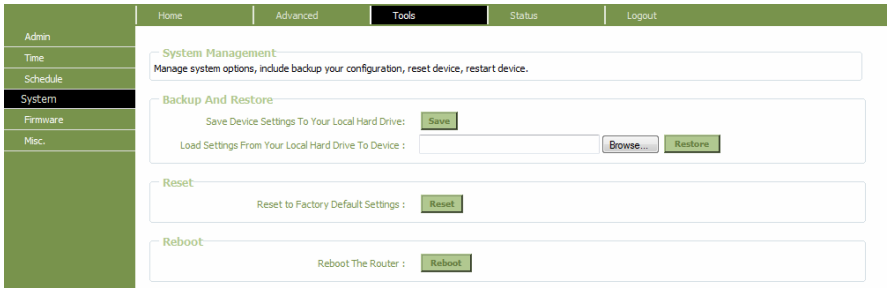 Home Advanced Tools Status Logout
Admin
Time
Schedule
System
Firmware
Misc.
System Management
Manage system options, include backup your configuration, reset device, restart device.
Backup And Restore
Save Device Settings To Your Local Hard Drive: Save
Load Settings From Your Local Hard Drive To Device : Browse... Restore
Reset
Reset to Factory Default Settings : Reset
Reboot
Reboot The Router : Reboot